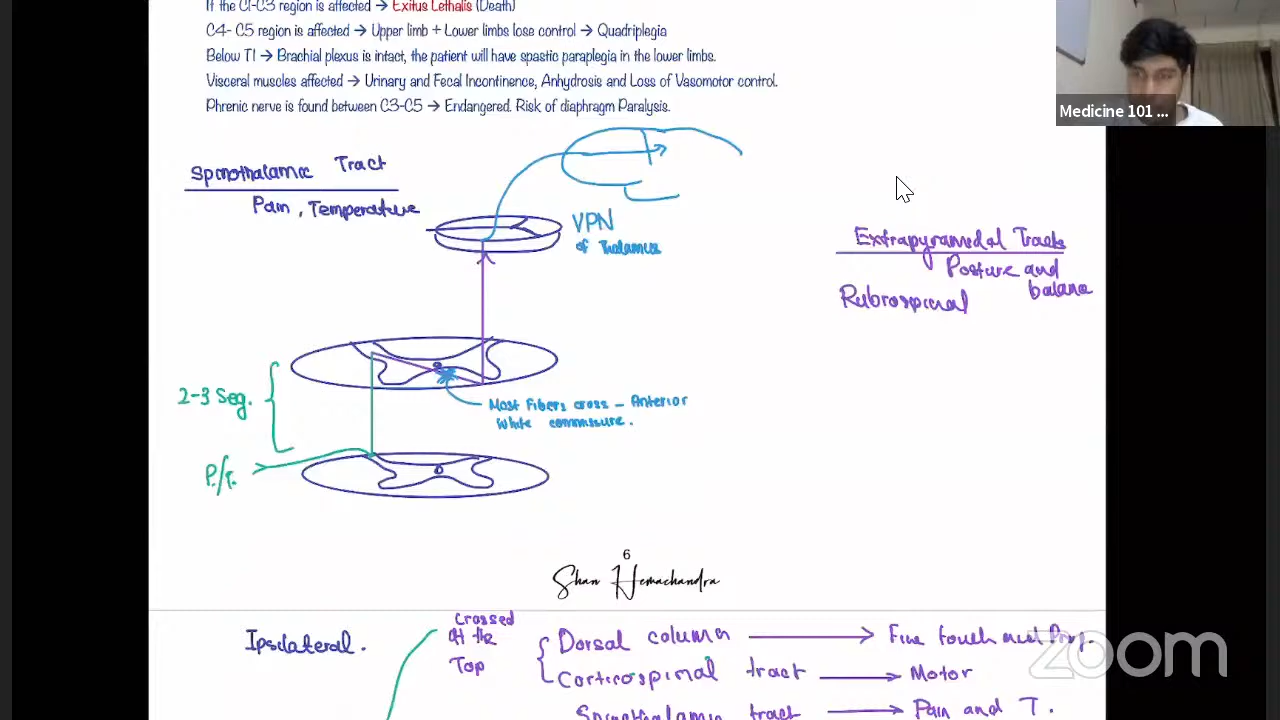 If the C1-C3 region is affected → Exitus Lethalis (Death)
C4- C5 region is affected → Upper limb + Lower limbs lose control → Quadriplegia
Below T1 → Brachial plexus is intact, the patient will have spastic paraplegia in the lower limbs.
Visceral muscles affected → Urinary and Fecal Incontinence, Anhydrosis and Loss of Vasomotor control.
Phrenic nerve is found between C3-C5 → Endangered. Risk of diaphragm Paralysis.
Medicine 101 ...
Spinothalamic Tract
Pain, Temperature
VPN
of Thalamus
Extrapyramidal Tracts
Posture and
balance
Rubrospinal
2-3 Seg.
Most Fibers cross – Anterior
White commissure.
P./T.
6
Shan Hemachandra
Ipsilateral.
Crossed
At the
Top
Dorsal column → Fine touch and Prop.
Corticospinal tract → Motor
Spinothalamic tract → Pain and T.
zoom